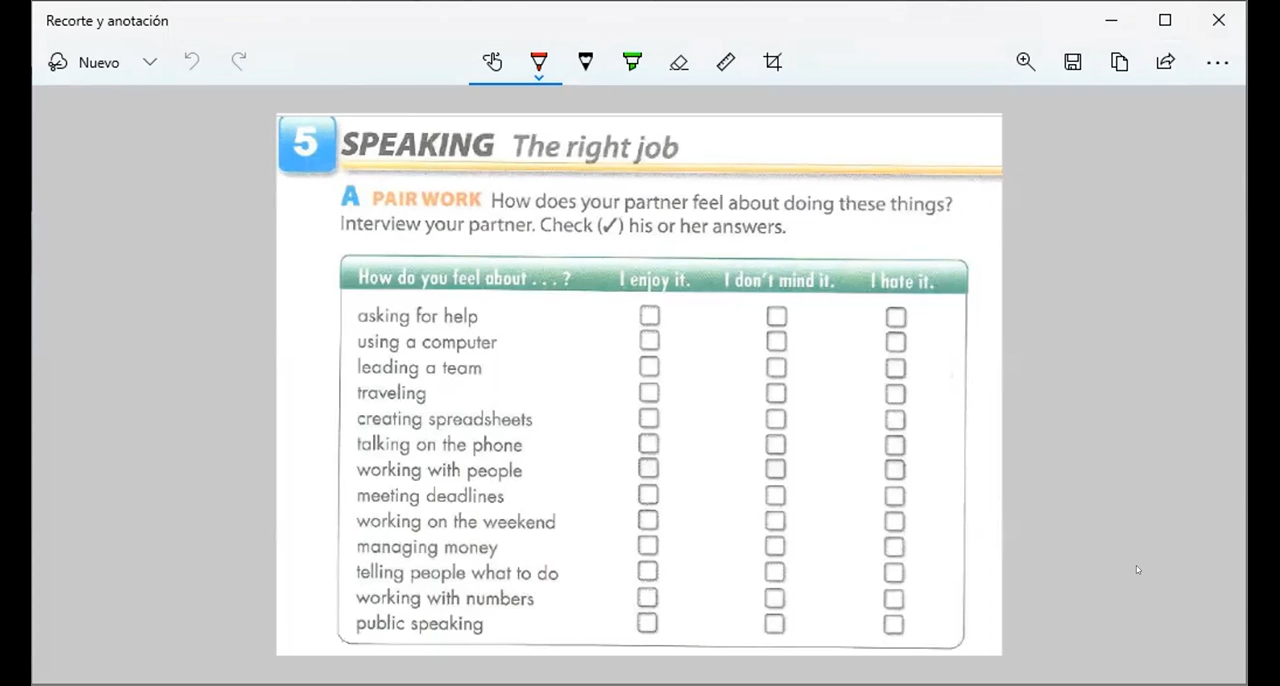 Recorte y anotación
Nuevo
5 SPEAKING The right job
A PAIR WORK How does your partner feel about doing these things?
Interview your partner. Check (✓) his or her answers.
How do you feel about . . . ? I enjoy it. I don't mind it. I hate it.
asking for help
using a computer
leading a team
traveling
creating spreadsheets
talking on the phone
working with people
meeting deadlines
working on the weekend
managing money
telling people what to do
working with numbers
public speaking